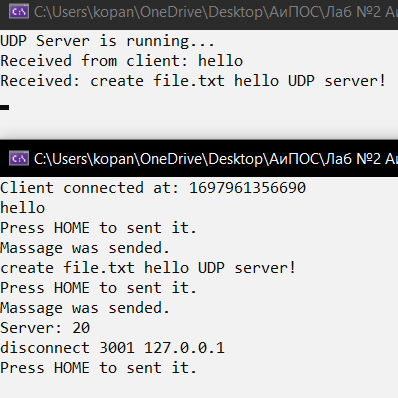 C:\Users\kopan\OneDrive\Desktop\АиПОС\Лаб №2 А
UDP Server is running...
Received from client: hello
Received: create file.txt hello UDP server!
C:\Users\kopan\OneDrive\Desktop\АиПОС\Лаб №2 А
Client connected at: 1697961356690
hello
Press HOME to sent it.
Massage was sended.
create file.txt hello UDP server!
Press HOME to sent it.
Massage was sended.
Server: 20
disconnect 3001 127.0.0.1
Press HOME to sent it.